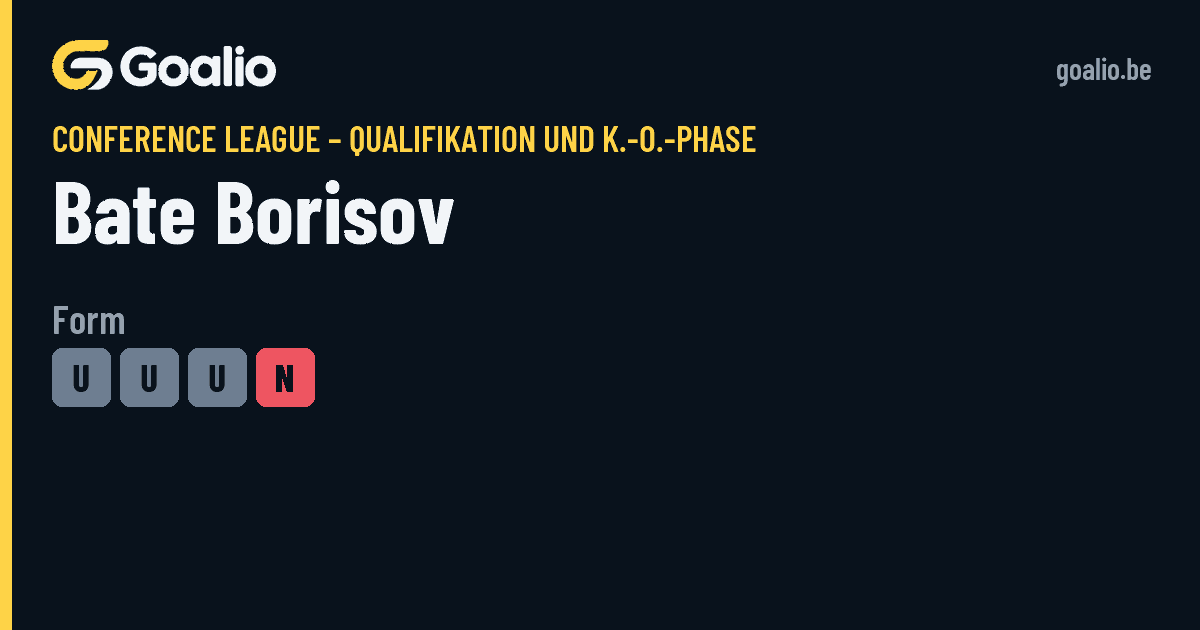 Goalio
goalio.be
CONFERENCE LEAGUE – QUALIFIKATION UND K.-O.-PHASE
Bate Borisov
Form
U U U N